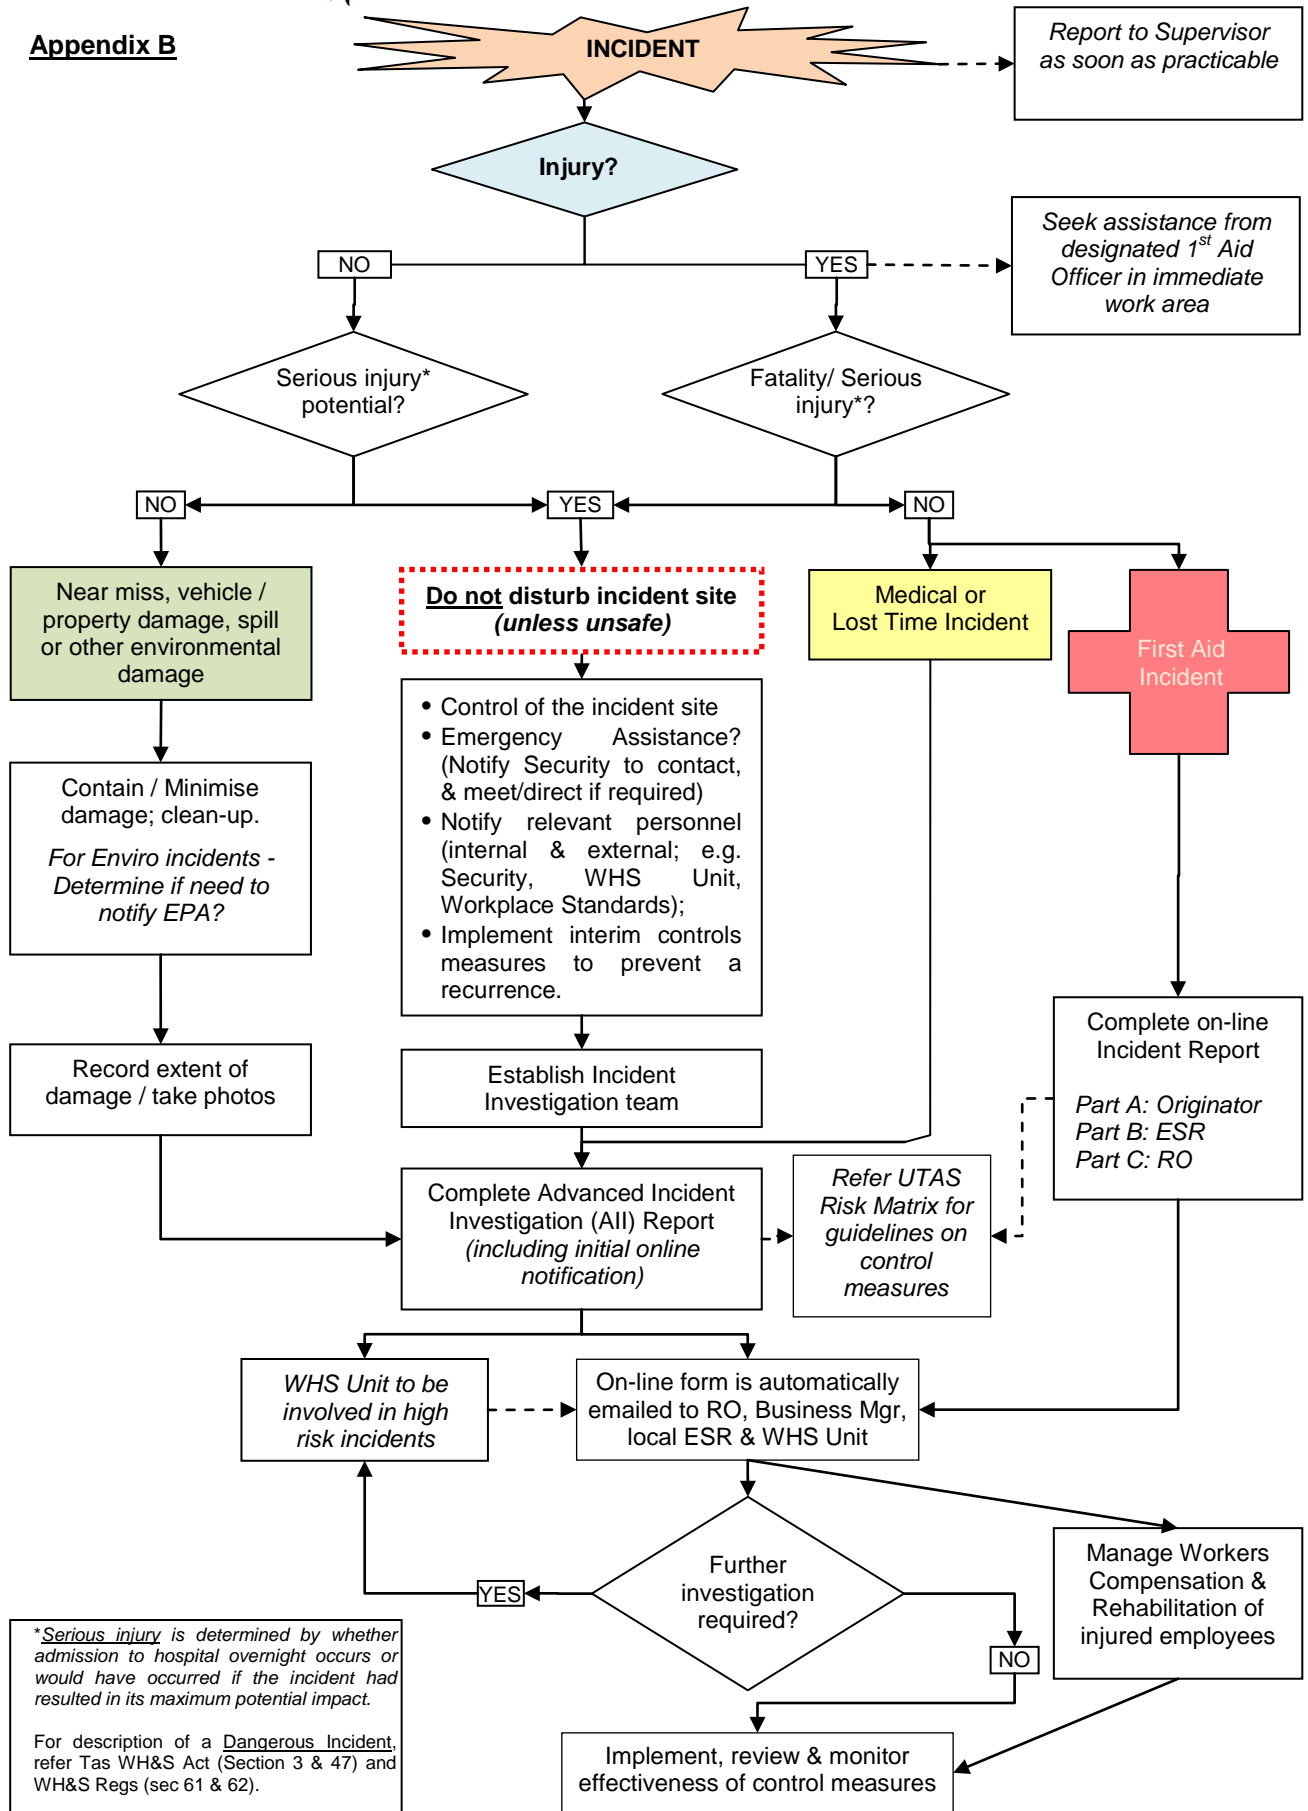 Appendix B
INCIDENT
Report to Supervisor
as soon as practicable
Injury?
Seek assistance from
designated 1st Aid
Officer in immediate
work area
NO
YES
Serious injury*
potential?
Fatality/ Serious
injury*?
NO
YES
NO
Near miss, vehicle /
property damage, spill
or other environmental
damage
Do not disturb incident site
(unless unsafe)
Medical or
Lost Time Incident
First Aid
Incident
• Control of the incident site
• Emergency Assistance?
(Notify Security to contact,
& meet/direct if required)
• Notify relevant personnel
(internal & external; e.g.
Security, WHS Unit,
Workplace Standards);
• Implement interim controls
measures to prevent a
recurrence.
Contain / Minimise
damage; clean-up.
For Enviro incidents -
Determine if need to
notify EPA?
Record extent of
damage / take photos
Establish Incident
Investigation team
Complete on-line
Incident Report
Part A: Originator
Part B: ESR
Part C: RO
Complete Advanced Incident
Investigation (AII) Report
(including initial online
notification)
Refer UTAS
Risk Matrix for
guidelines on
control
measures
WHS Unit to be
involved in high
risk incidents
On-line form is automatically
emailed to RO, Business Mgr,
local ESR & WHS Unit
Further
investigation
required?
YES
NO
Manage Workers
Compensation &
Rehabilitation of
injured employees
*Serious injury is determined by whether
admission to hospital overnight occurs or
would have occurred if the incident had
resulted in its maximum potential impact.
For description of a Dangerous Incident,
refer Tas WH&S Act (Section 3 & 47) and
WH&S Regs (sec 61 & 62).
Implement, review & monitor
effectiveness of control measures